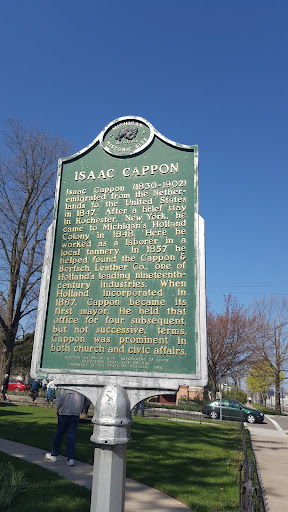 MICHIGAN
HISTORIC SITE
ISAAC CAPPON
Isaac Cappon (1830-1902)
emigrated from the Nether-
lands to the United States
in 1847. After a brief stay
in Rochester, New York, he
came to Michigan's Holland
Colony in 1848. Here he
worked as a laborer in a
local tannery. In 1857 he
helped found the Cappon &
Bertsch Leather Co., one of
Holland's leading nineteenth-
century industries. When
Holland incorporated in
1867, Cappon became its
first mayor. He held that
office for four subsequent,
but not successive, terms.
Cappon was prominent in
both church and civic affairs.